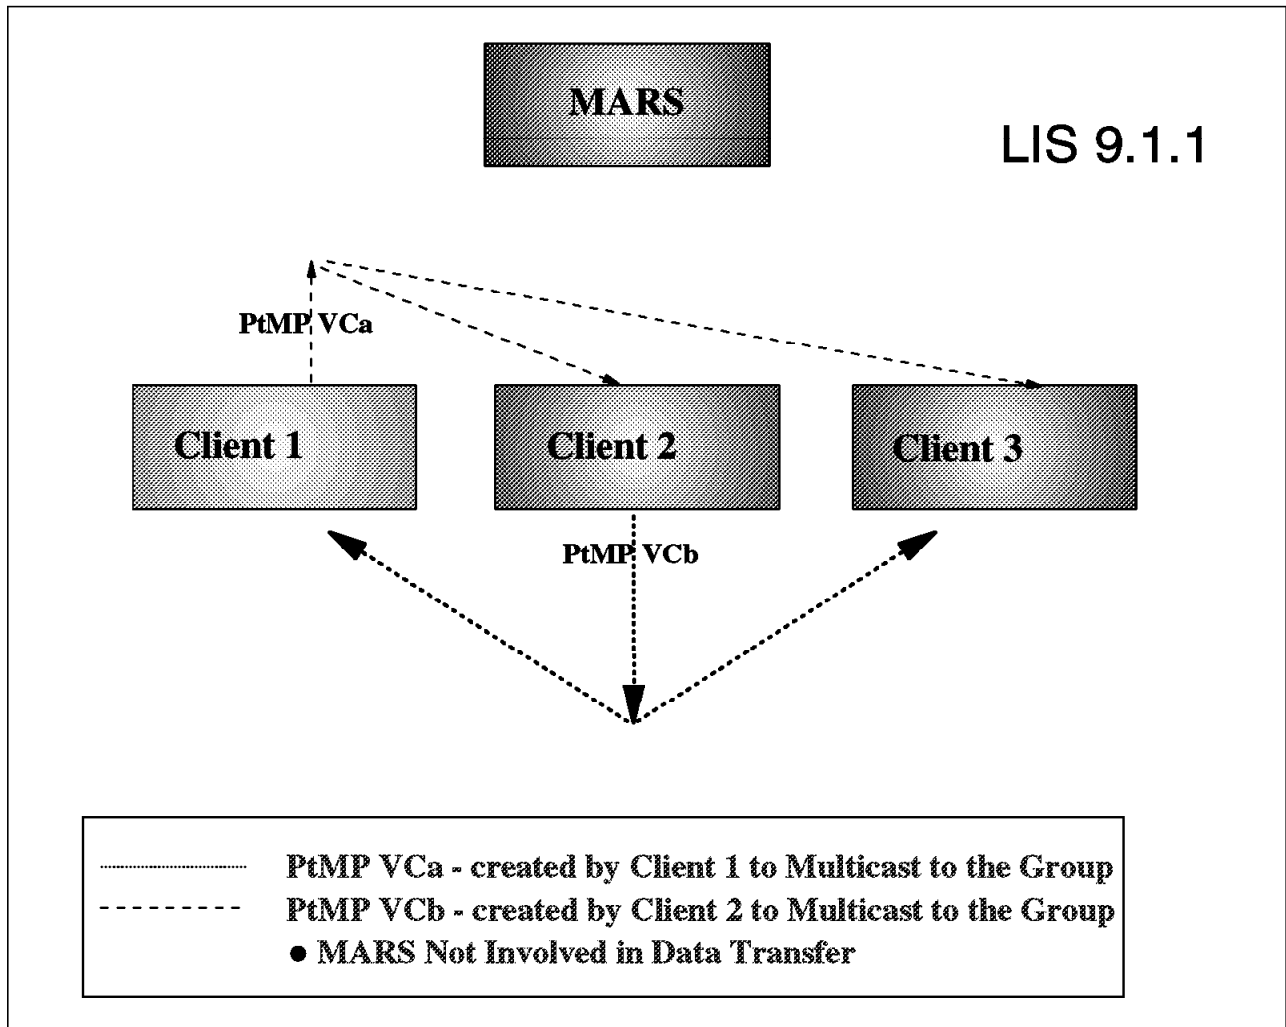 MARS
LIS 9.1.1
PtMP VCa
Client 1
Client 2
Client 3
PtMP VCb
PtMP VCa - created by Client 1 to Multicast to the Group
PtMP VCb - created by Client 2 to Multicast to the Group
● MARS Not Involved in Data Transfer